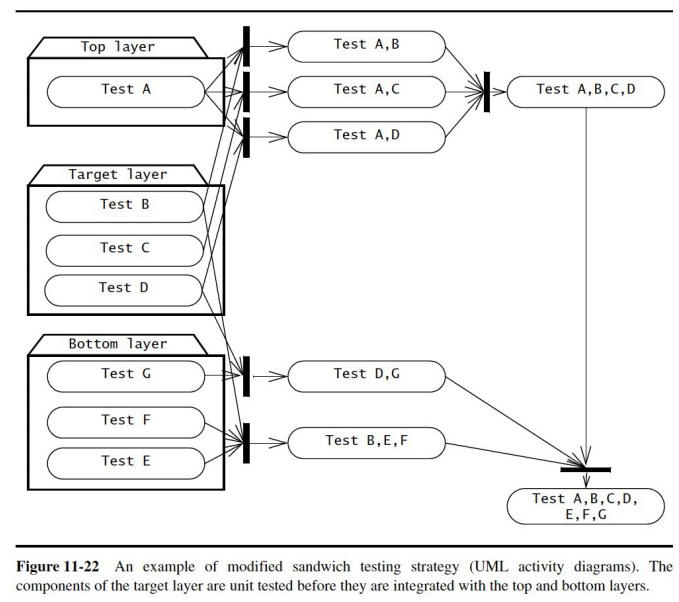 Top layer
Test A
Test A,B
Test A,C
Test A,D
Test A,B,C,D
Target layer
Test B
Test C
Test D
Bottom layer
Test G
Test F
Test E
Test D,G
Test B,E,F
Test A,B,C,D,
E,F,G
Figure 11-22 An example of modified sandwich testing strategy (UML activity diagrams). The
components of the target layer are unit tested before they are integrated with the top and bottom layers.